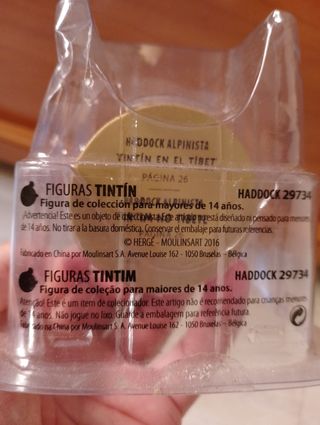 HADDOCK ALPINISTA
TINTÍN EN EL TÍBET
PÁGINA 26
HADDOCK ALPINISTA
FIGURAS TINTÍN HADDOCK 29734
Figura de colección para mayores de 14 años.
¡Advertencia! Este es un objeto de colección. Este artículo no está diseñado ni pensado para menores
de 14 años. No tirar a la basura doméstica. Conservar el embalaje para futuras referencias.
© HERGÉ - MOULINSART 2016
Fabricado en China por Moulinsart S.A. Avenue Louise 162 - 1050 Bruselas – Bélgica
FIGURAS TINTIM HADDOCK 29734
Figura de coleção para maiores de 14 anos.
Atenção! Este é um item de colecionador. Este artigo não é recomendado para crianças menores
de 14 anos. Não jogue no lixo. Guarde a embalagem para referência futura.
Fabricado na China por Moulinsart S.A. Avenue Louise 162 – 1050 Bruxelas – Bélgica